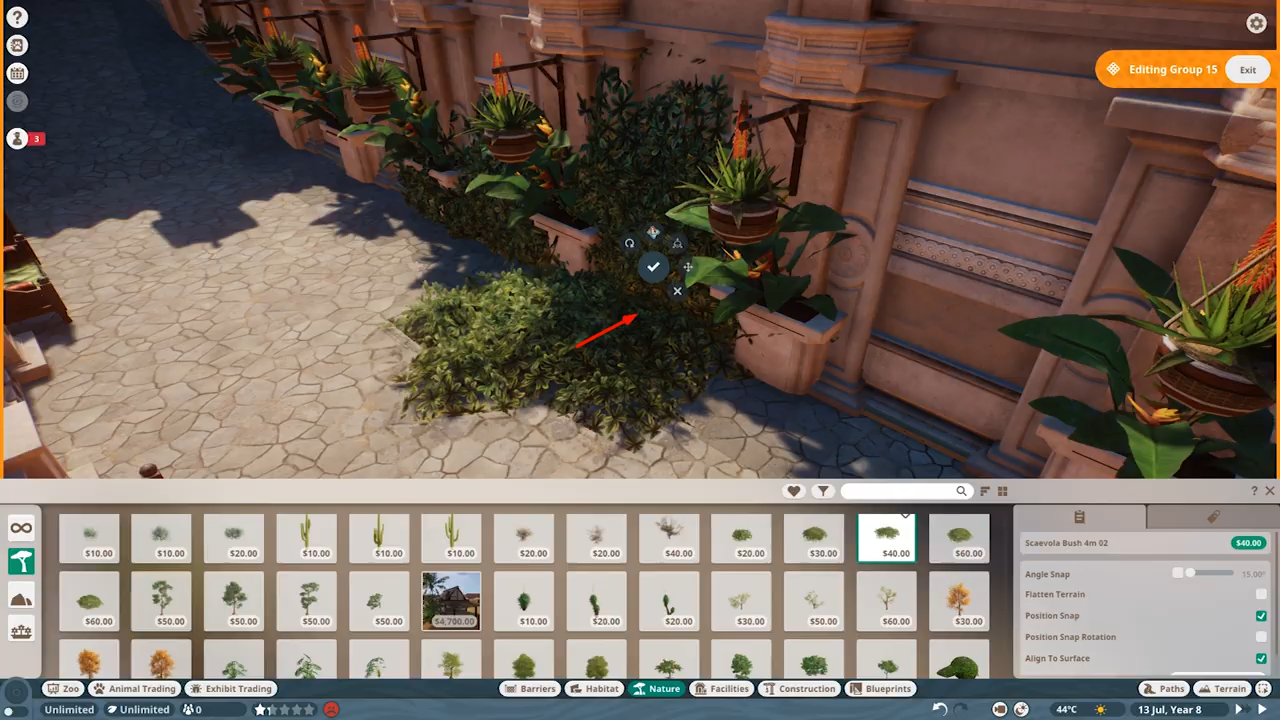 ?
3
Editing Group 15 Exit
? 
$10.00 $10.00 $20.00 $10.00 $10.00 $10.00 $20.00 $20.00 $40.00 $20.00 $30.00 $40.00 $60.00
$60.00 $50.00 $50.00 $50.00 $50.00 $4,700.00 $10.00 $20.00 $20.00 $30.00 $50.00 $60.00 $30.00
Scaevola Bush 4m 02 $40.00
Angle Snap 15.00°
Flatten Terrain
Position Snap
Position Snap Rotation
Align To Surface
Zoo Animal Trading Exhibit Trading Barriers Habitat Nature Facilities Construction Blueprints Paths Terrain
Unlimited Unlimited 0 44°C 13 Jul, Year 8